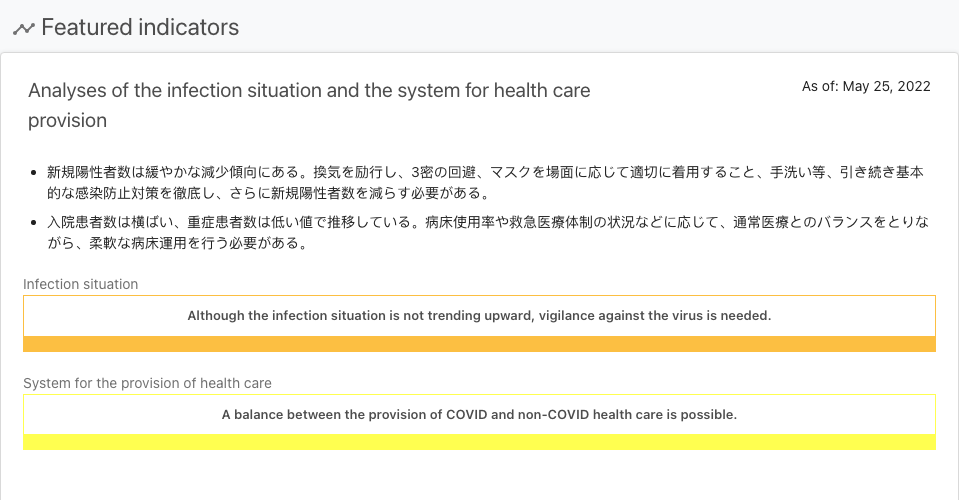 Featured indicators
Analyses of the infection situation and the system for health care
provision
As of: May 25, 2022
新規陽性者数は緩やかな減少傾向にある。換気を励行し、3密の回避、マスクを場面に応じて適切に着用すること、手洗い等、引き続き基本
的な感染防止対策を徹底し、さらに新規陽性者数を減らす必要がある。
入院患者数は横ばい、重症患者数は低い値で推移している。病床使用率や救急医療体制の状況などに応じて、通常医療とのバランスをとりな
がら、柔軟な病床運用を行う必要がある。
Infection situation
Although the infection situation is not trending upward, vigilance against the virus is needed.
System for the provision of health care
A balance between the provision of COVID and non-COVID health care is possible.